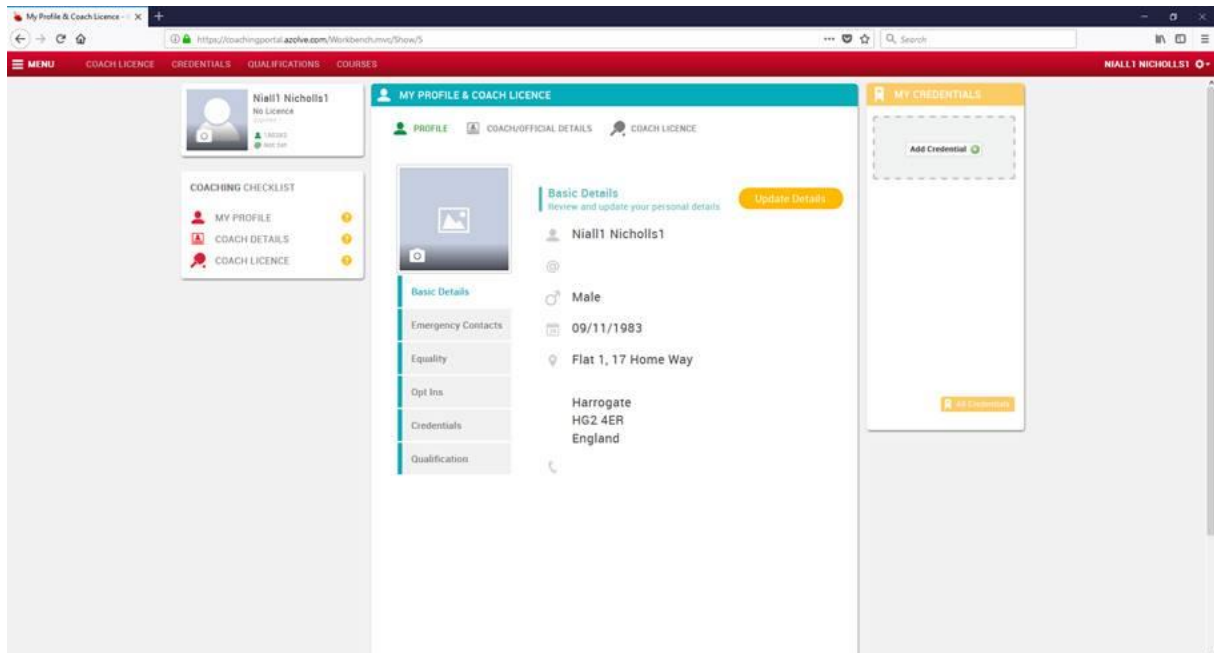 My Profile & Coach Licence -
https://coachingportal.azolve.com/Workbench.mvc/Show/5
Search
MENU COACH LICENCE CREDENTIALS QUALIFICATIONS COURSES NIALL1 NICHOLLS1
Niall1 Nicholls1
No Licence
Not Set
COACHING CHECKLIST
MY PROFILE
COACH DETAILS
COACH LICENCE
MY PROFILE & COACH LICENCE
PROFILE COACH/OFFICIAL DETAILS COACH LICENCE
Basic Details
Review and update your personal details
Update Details
Niall1 Nicholls1
Male
09/11/1983
Flat 1, 17 Home Way
Harrogate
HG2 4ER
England
Basic Details
Emergency Contacts
Equality
Opt Ins
Credentials
Qualification
MY CREDENTIALS
Add Credential
All Credentials